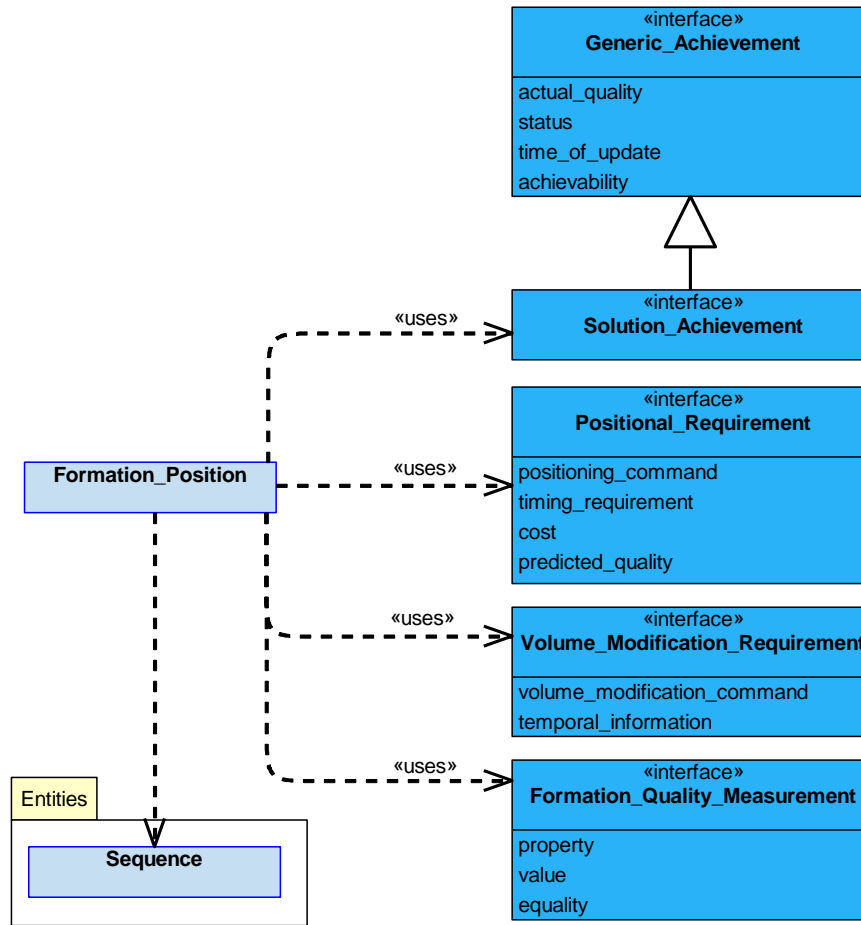 «interface»
Generic_Achievement
actual_quality
status
time_of_update
achievability
«interface»
Solution_Achievement
«uses»
«interface»
Positional_Requirement
positioning_command
timing_requirement
cost
predicted_quality
«uses»
Formation_Position
«interface»
Volume_Modification_Requirement
volume_modification_command
temporal_information
«uses»
«interface»
Formation_Quality_Measurement
property
value
equality
«uses»
Entities
Sequence